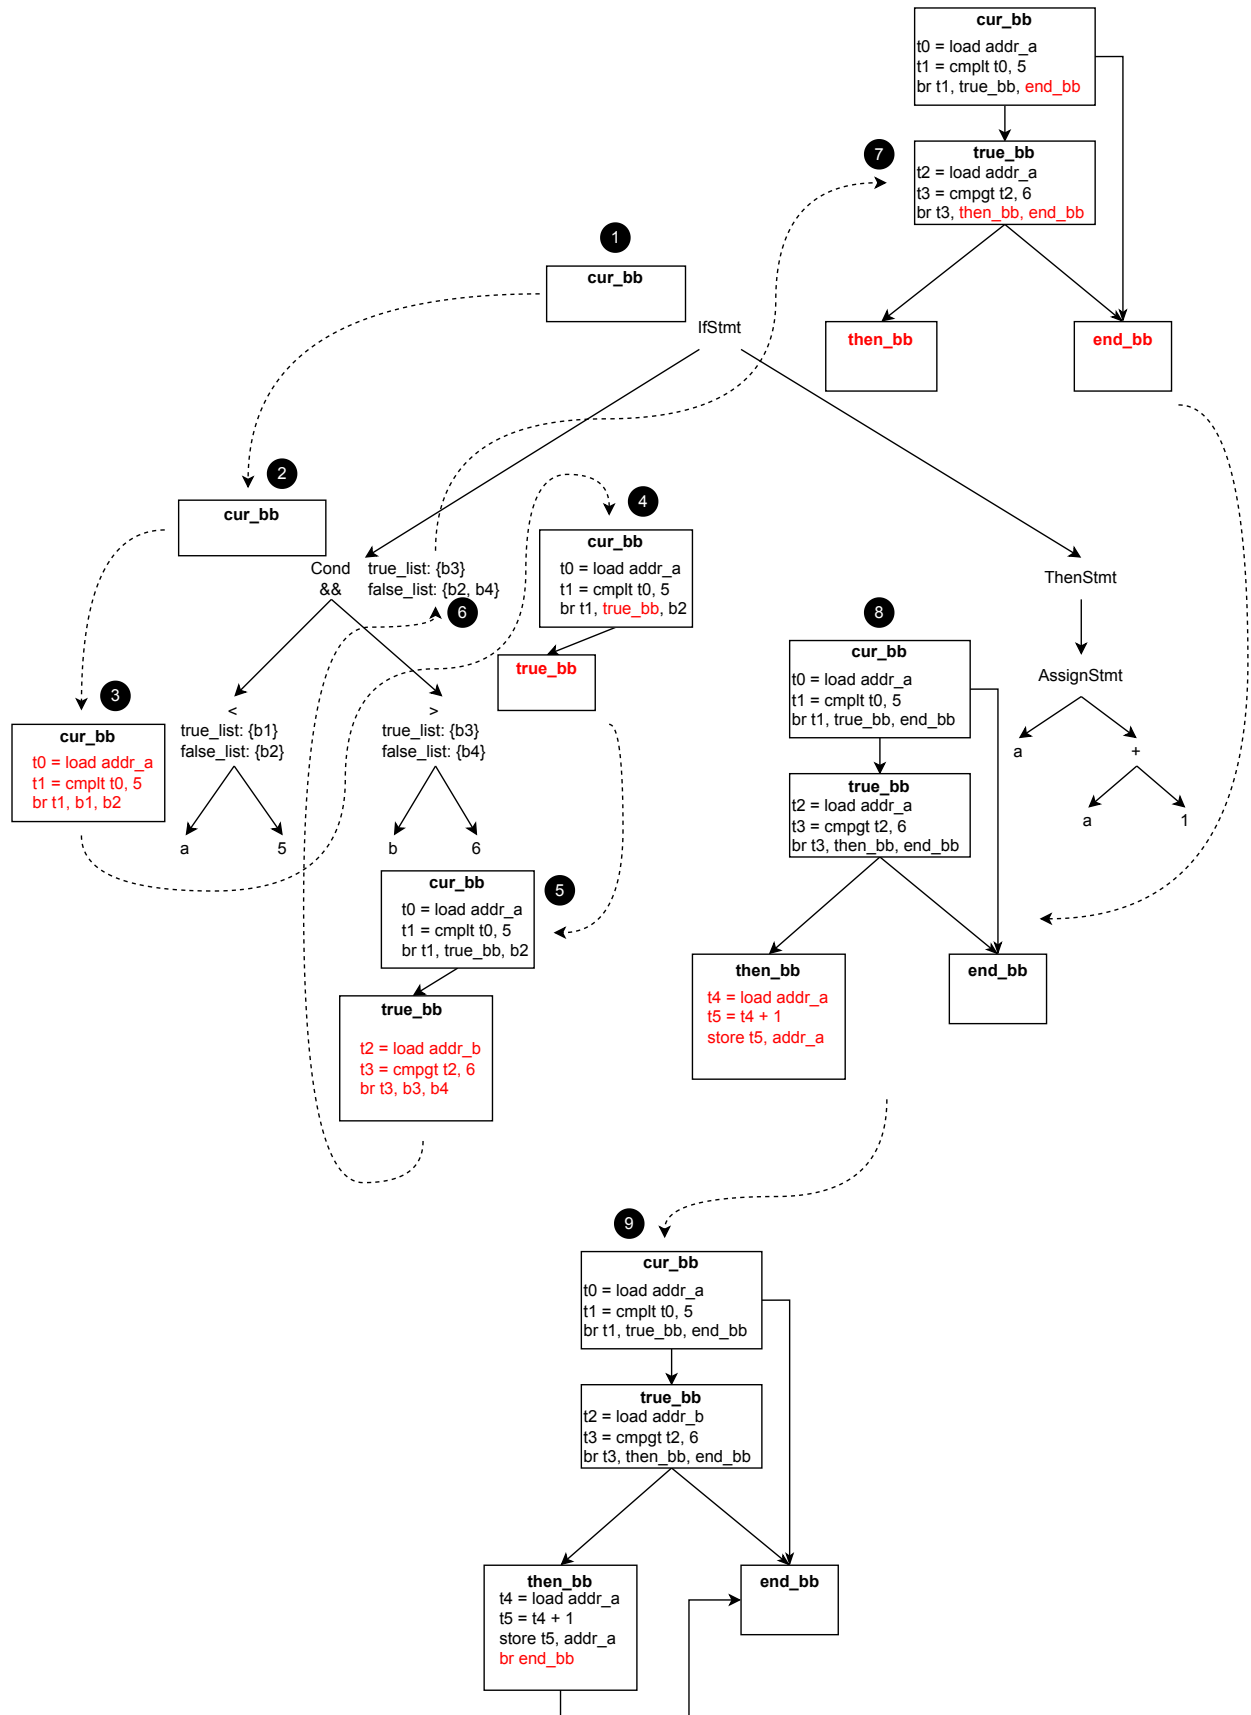 cur_bb
t0 = load addr_a
t1 = cmplt t0, 5
br t1, true_bb, end_bb
7
true_bb
t2 = load addr_a
t3 = cmpgt t2, 6
br t3, then_bb, end_bb
then_bb
end_bb
1
cur_bb
IfStmt
2
cur_bb
Cond
&&
true_list: {b3}
false_list: {b2, b4}
6
3
cur_bb
t0 = load addr_a
t1 = cmplt t0, 5
br t1, b1, b2
<
true_list: {b1}
false_list: {b2}
a
5
>
true_list: {b3}
false_list: {b4}
b
6
4
cur_bb
t0 = load addr_a
t1 = cmplt t0, 5
br t1, true_bb, b2
true_bb
5
cur_bb
t0 = load addr_a
t1 = cmplt t0, 5
br t1, true_bb, b2
true_bb
t2 = load addr_b
t3 = cmpgt t2, 6
br t3, b3, b4
ThenStmt
AssignStmt
a
+
a
1
8
cur_bb
t0 = load addr_a
t1 = cmplt t0, 5
br t1, true_bb, end_bb
true_bb
t2 = load addr_a
t3 = cmpgt t2, 6
br t3, then_bb, end_bb
then_bb
t4 = load addr_a
t5 = t4 + 1
store t5, addr_a
end_bb
9
cur_bb
t0 = load addr_a
t1 = cmplt t0, 5
br t1, true_bb, end_bb
true_bb
t2 = load addr_b
t3 = cmpgt t2, 6
br t3, then_bb, end_bb
then_bb
t4 = load addr_a
t5 = t4 + 1
store t5, addr_a
br end_bb
end_bb